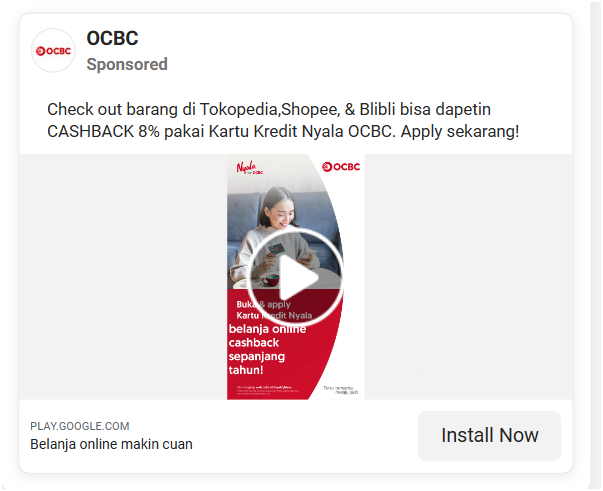 OCBC
OCBC
Sponsored
Check out barang di Tokopedia,Shopee, & Blibli bisa dapetin
CASHBACK 8% pakai Kartu Kredit Nyala OCBC. Apply sekarang!
Nyala
by OCBC
OCBC
Buka & apply
Kartu Kredit Nyala
belanja online
cashback
sepanjang
tahun!
PLAY.GOOGLE.COM
Belanja online makin cuan
Install Now